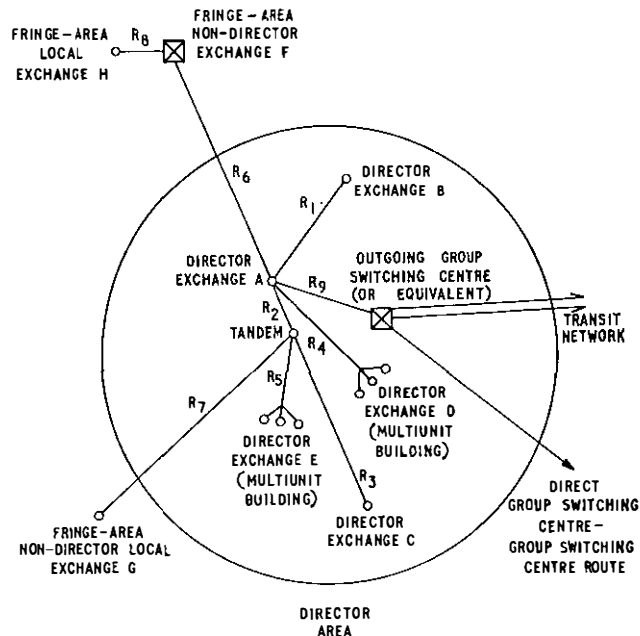 FRINGE-AREA
LOCAL
EXCHANGE H
R8
FRINGE-AREA
NON-DIRECTOR
EXCHANGE F
R6
DIRECTOR
EXCHANGE B
R1
DIRECTOR
EXCHANGE A
OUTGOING GROUP
SWITCHING CENTRE
(OR EQUIVALENT)
R9
R2
TANDEM
R4
TRANSIT
NETWORK
R5
R7
DIRECTOR
EXCHANGE D
(MULTIUNIT
BUILDING)
DIRECTOR
EXCHANGE E
(MULTIUNIT
BUILDING)
R3
DIRECTOR
EXCHANGE C
DIRECT
GROUP SWITCHING
CENTRE-
GROUP SWITCHING
CENTRE ROUTE
FRINGE-AREA
NON-DIRECTOR LOCAL
EXCHANGE G
DIRECTOR
AREA